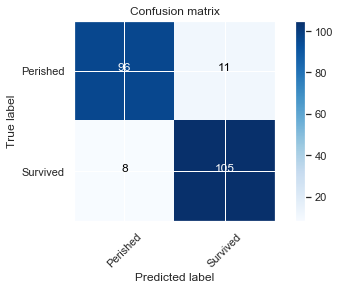 Confusion matrix
True label
Perished
96
11
Survived
8
105
Perished
Survived
Predicted label
100
80
60
40
20